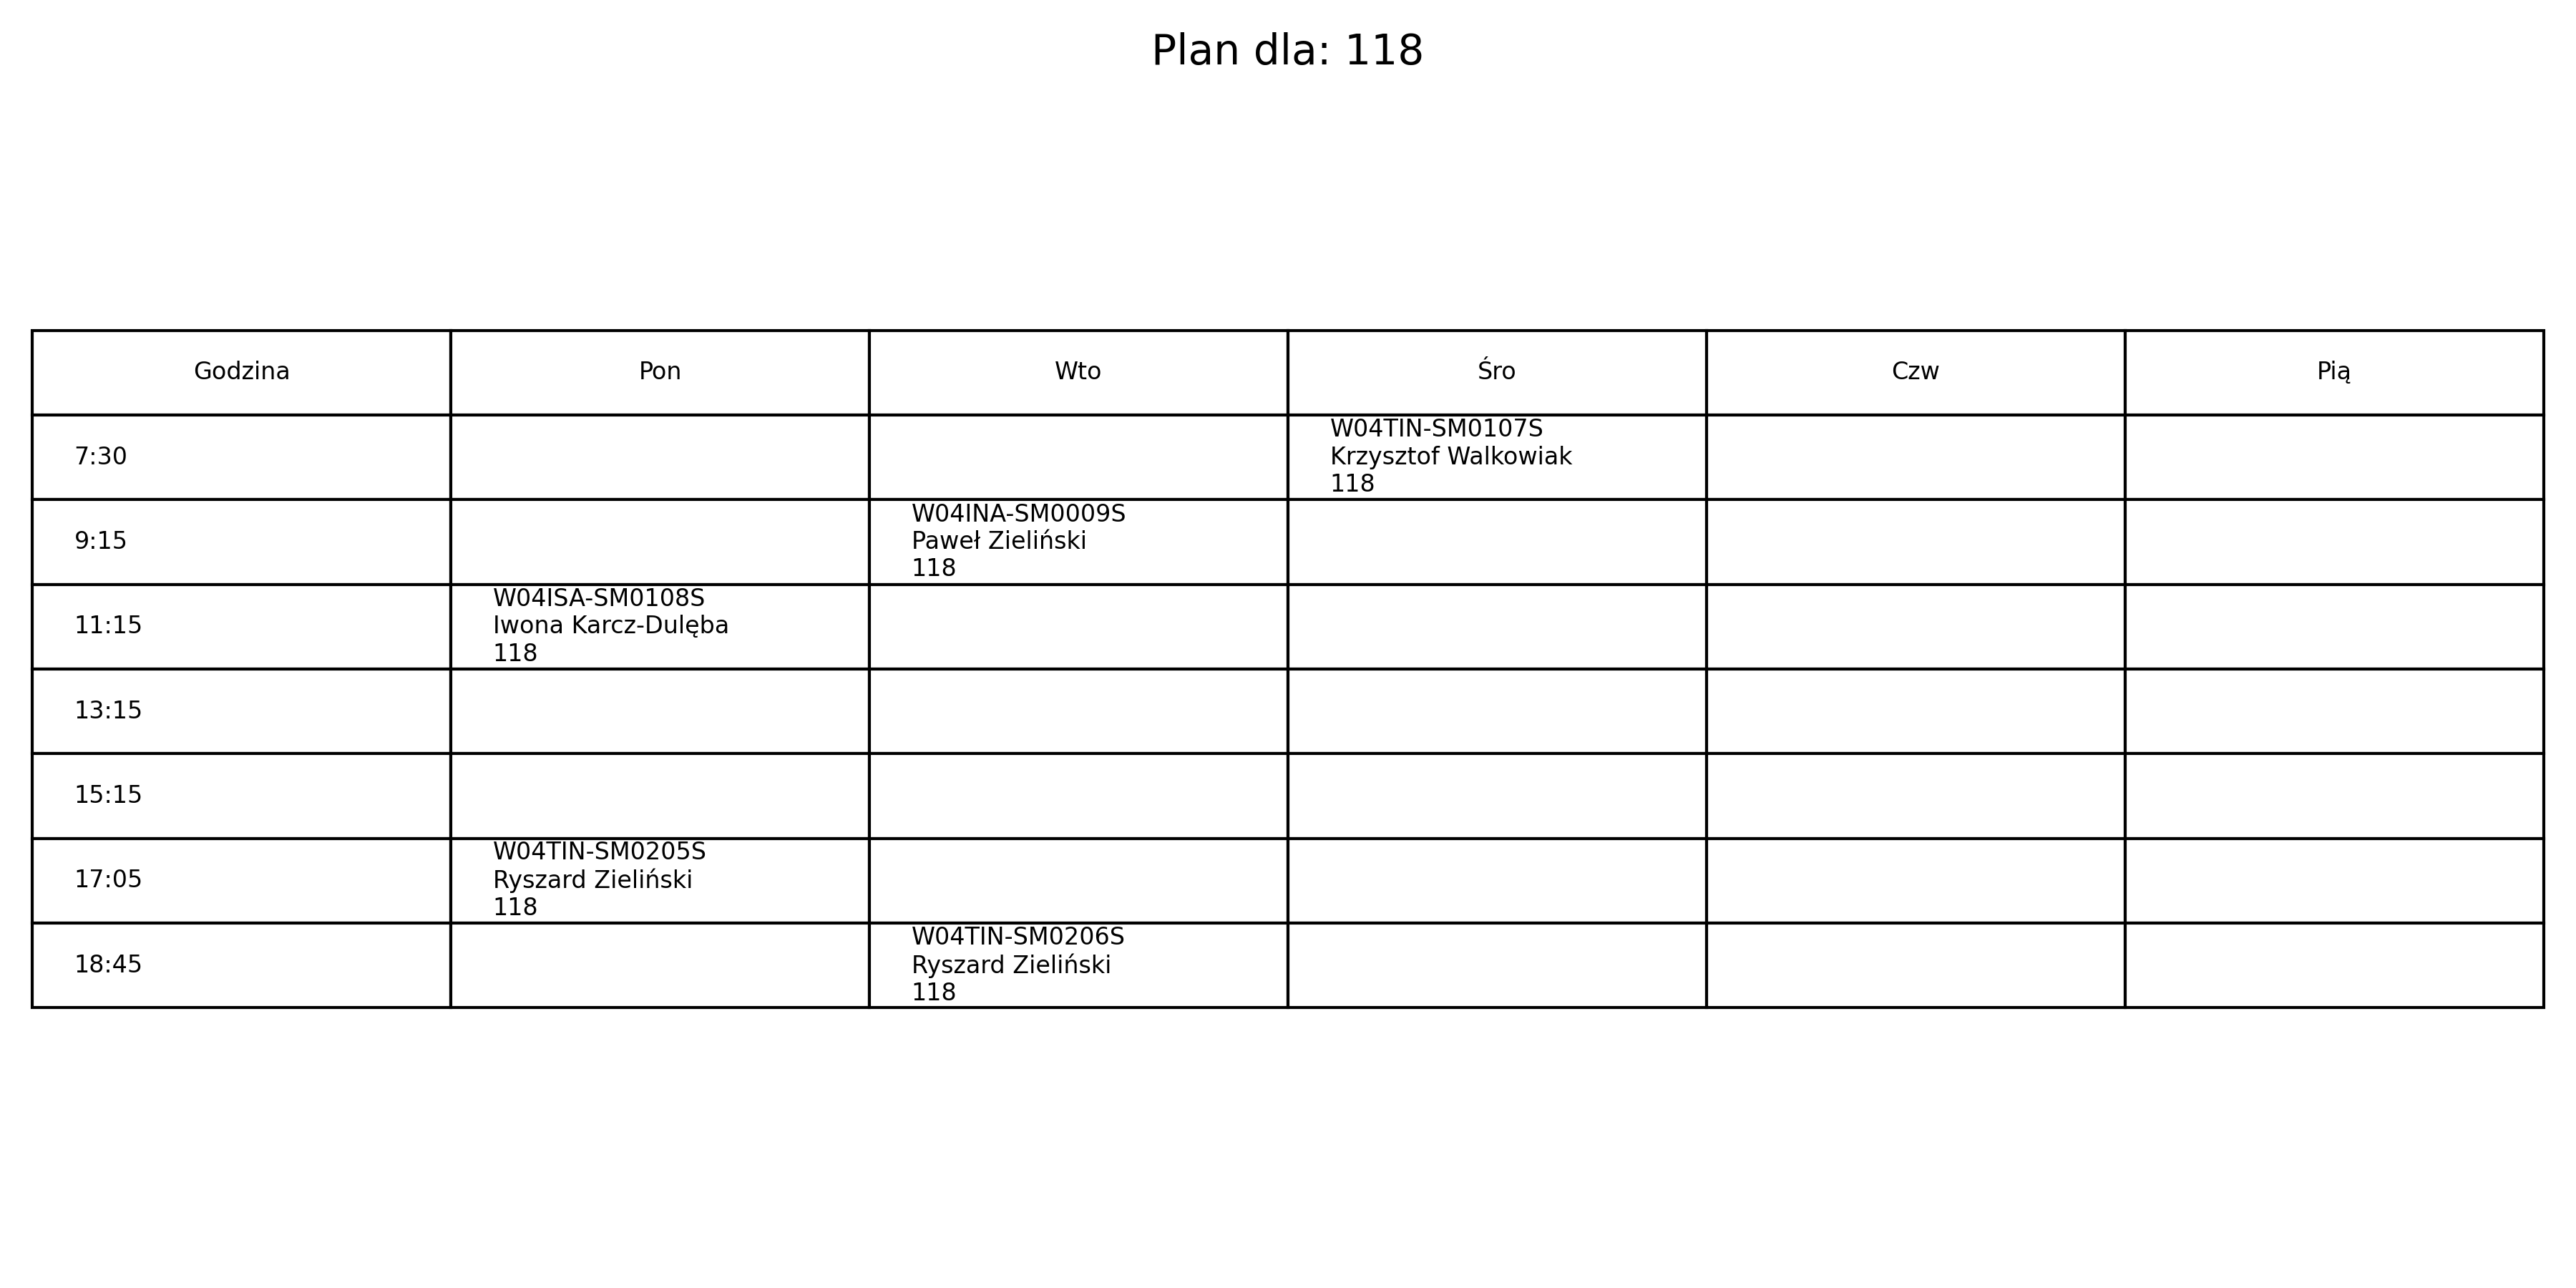 Plan dla: 118
Godzina
Pon
Wto
Śro
Czw
Pią
7:30
W04TIN-SM0107S
Krzysztof Walkowiak
118
9:15
W04INA-SM0009S
Paweł Zieliński
118
11:15
W04ISA-SM0108S
Iwona Karcz-Dulęba
118
13:15
15:15
17:05
W04TIN-SM0205S
Ryszard Zieliński
118
18:45
W04TIN-SM0206S
Ryszard Zieliński
118